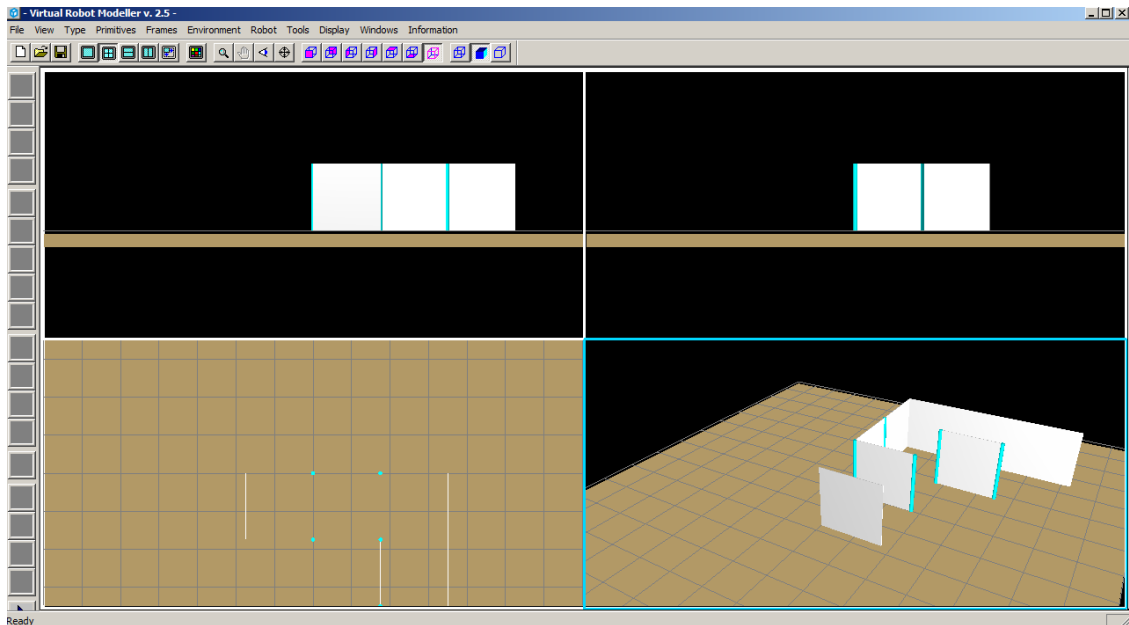 - Virtual Robot Modeller v. 2.5 -
File View Type Primitives Frames Environment Robot Tools Display Windows Information
Ready